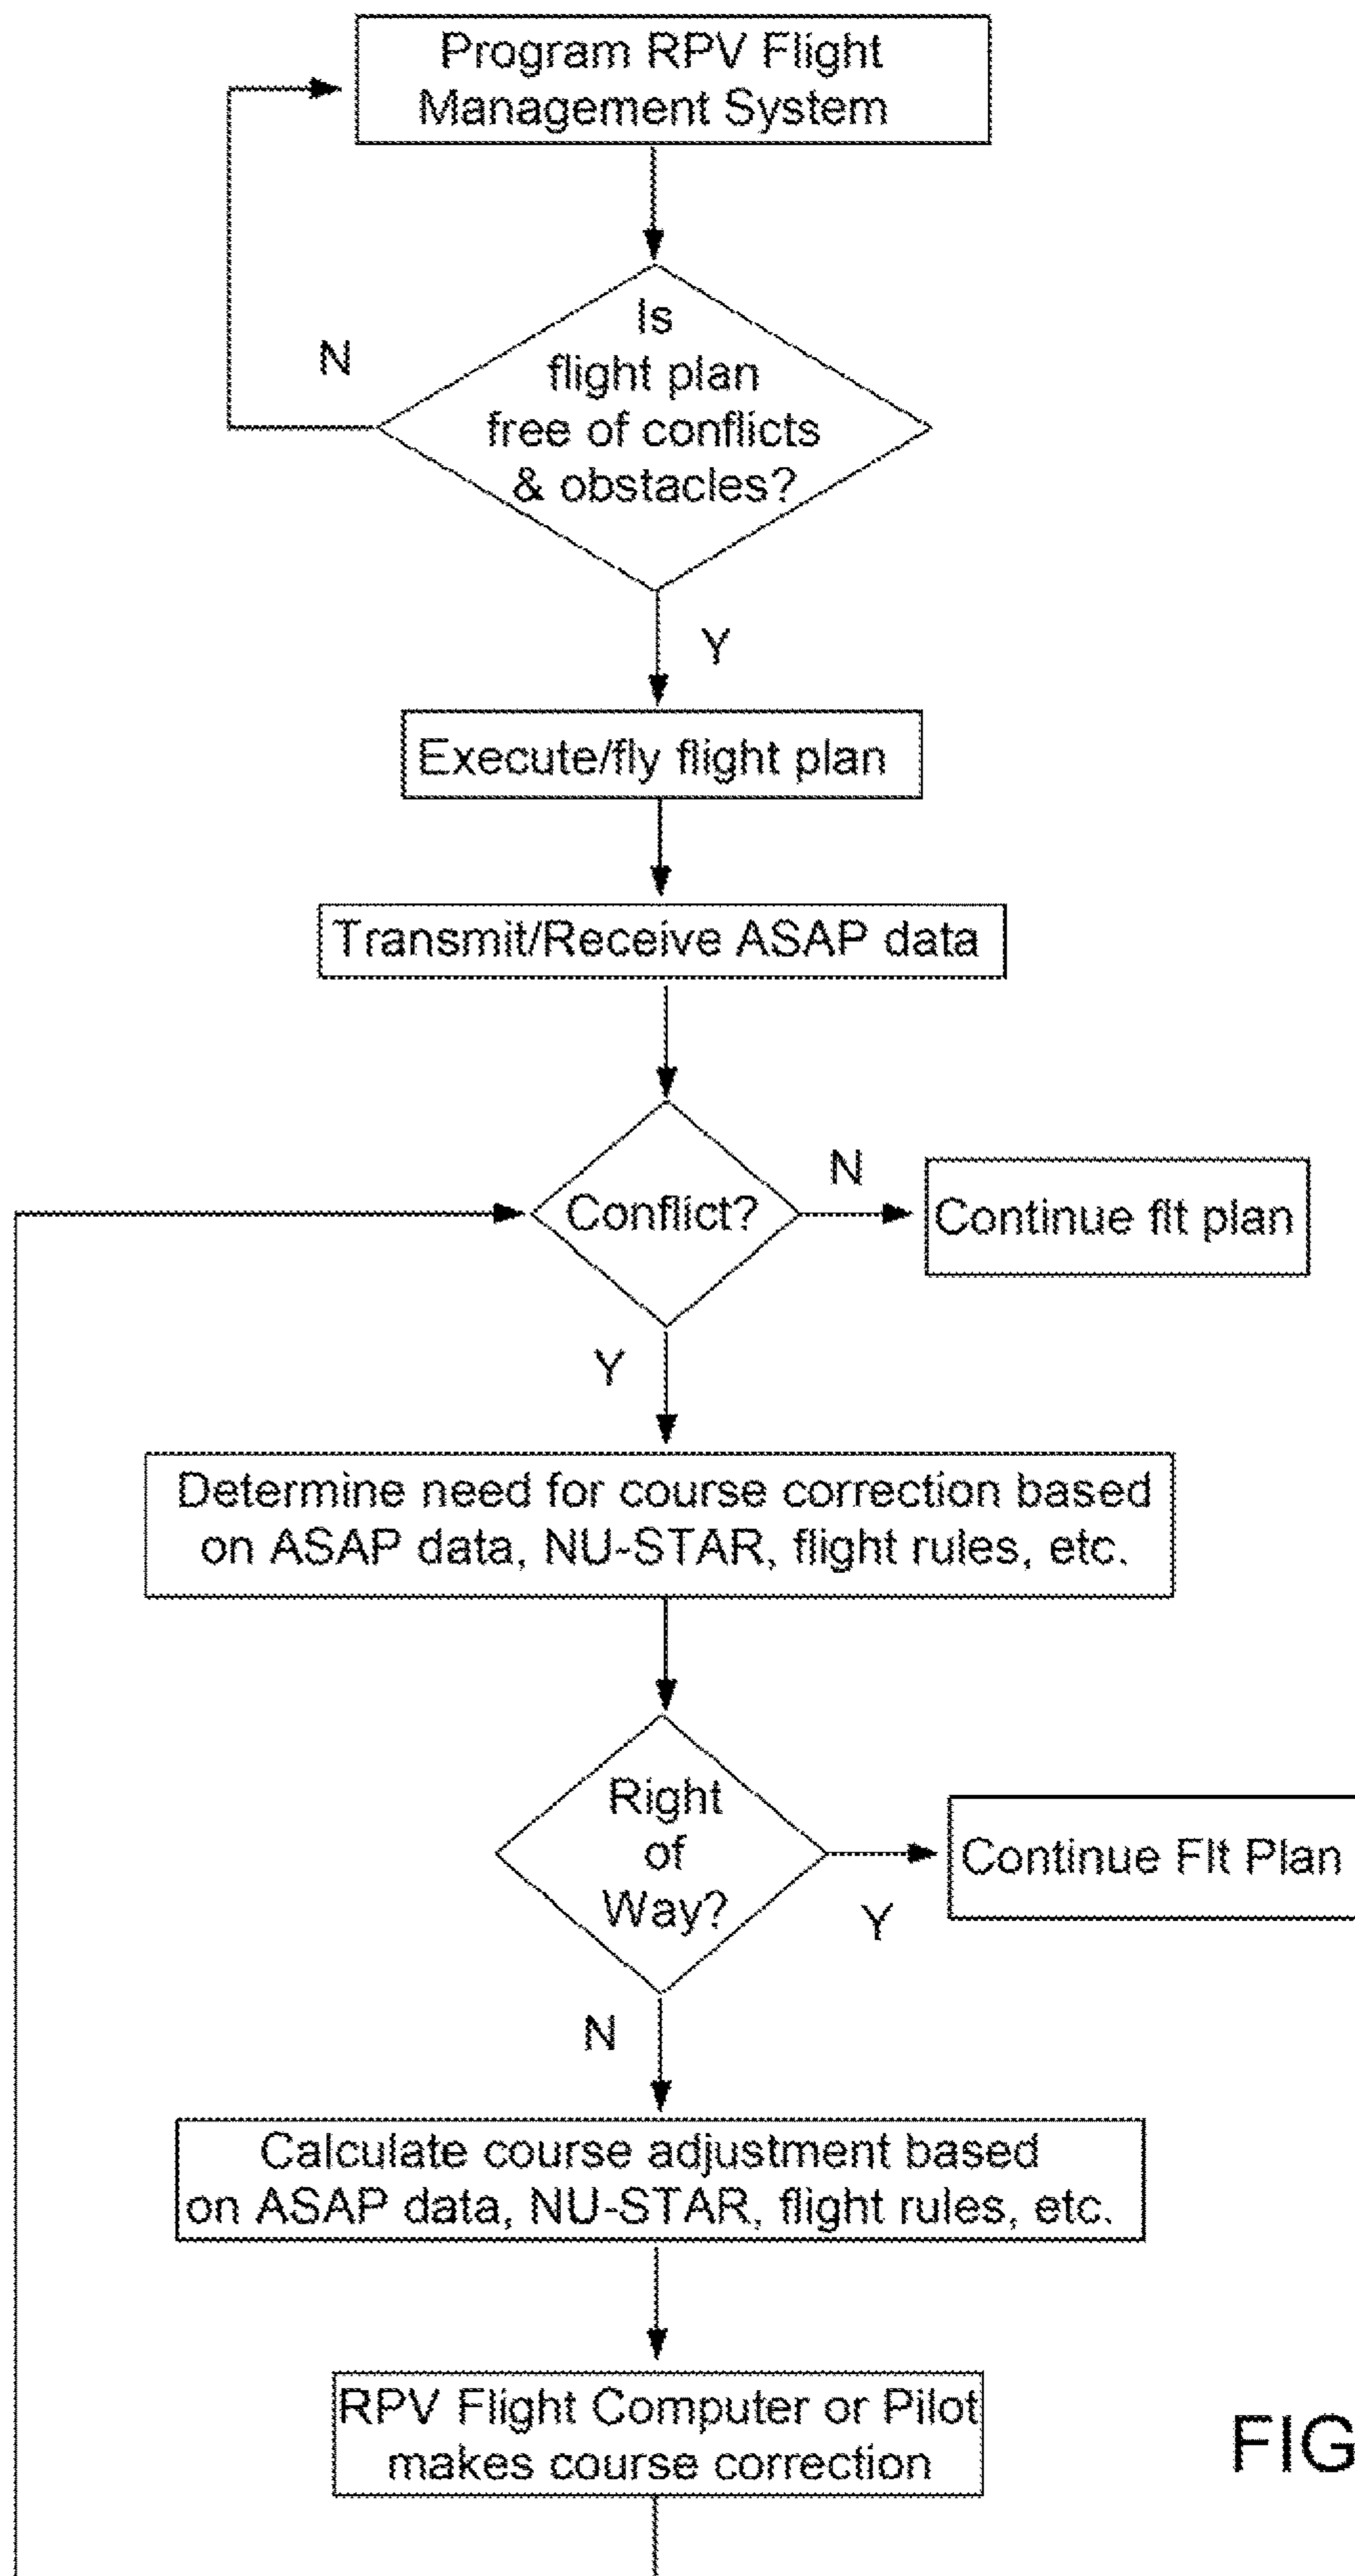 Program RPV Flight
Management System
Is
flight plan
free of conflicts
& obstacles?
N
Y
Execute/fly flight plan
Transmit/Receive ASAP data
Conflict?
N
Continue flt plan
Y
Determine need for course correction based
on ASAP data, NU-STAR, flight rules, etc.
Right
of
Way?
Continue Flt Plan
Y
N
Calculate course adjustment based
on ASAP data, NU-STAR, flight rules, etc.
RPV Flight Computer or Pilot
makes course correction
FIG